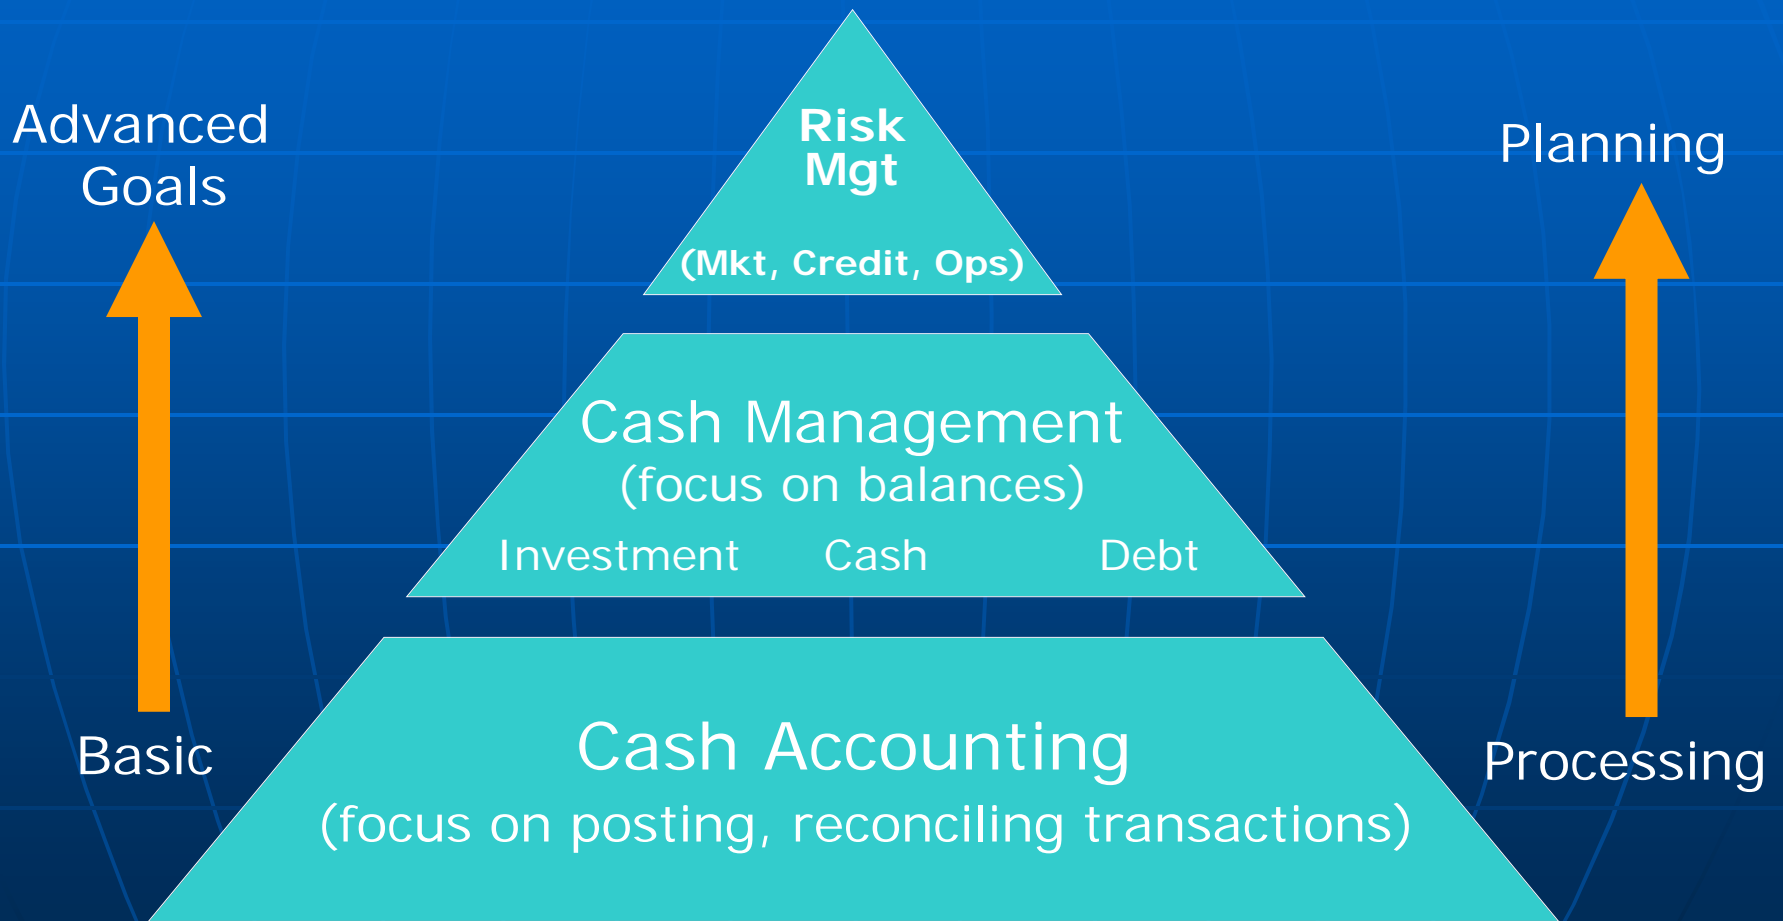 Advanced
Goals
Basic
Risk
Mgt
(Mkt, Credit, Ops)
Cash Management
(focus on balances)
Investment Cash Debt
Cash Accounting
(focus on posting, reconciling transactions)
Planning
Processing